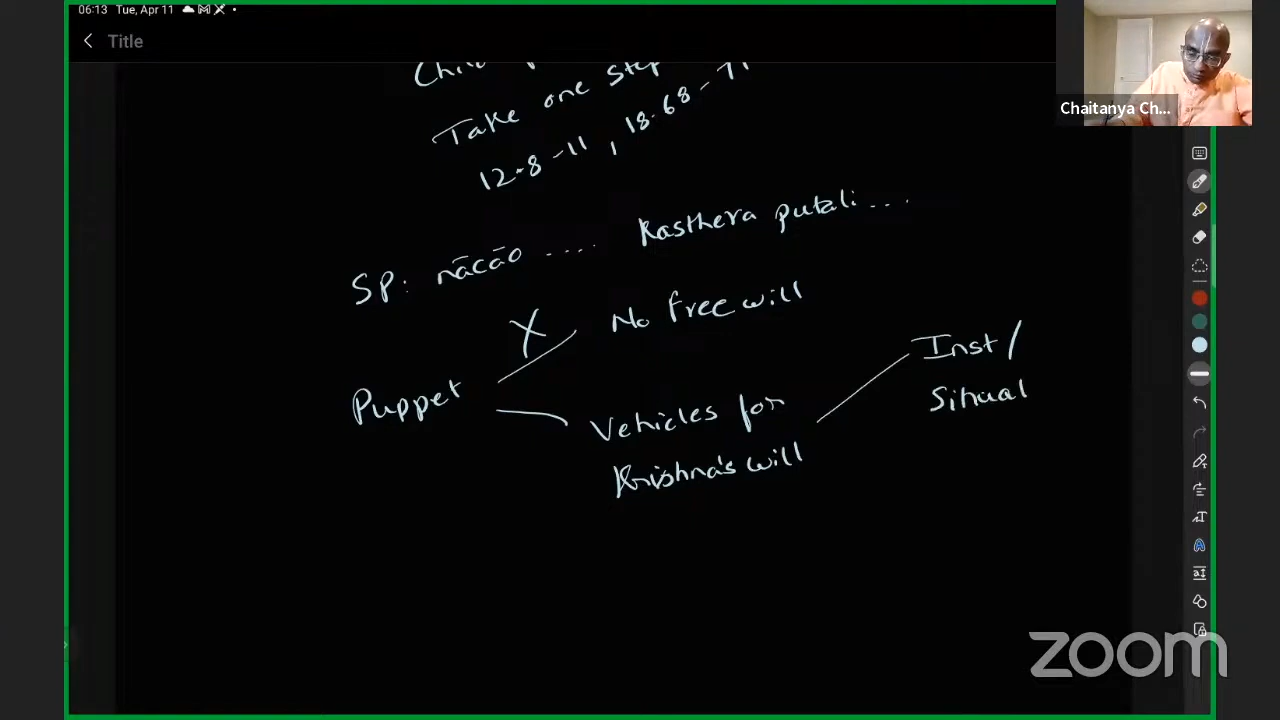 06:13 Tue, Apr 11
Title
Chaitanya Ch...
Take one step
12.8-11, 18.68-71
SP: nācāo .... Kasthera putali ...
X No free will
Puppet
Vehicles for
Krishna's will
Inst/
Situal
zoom